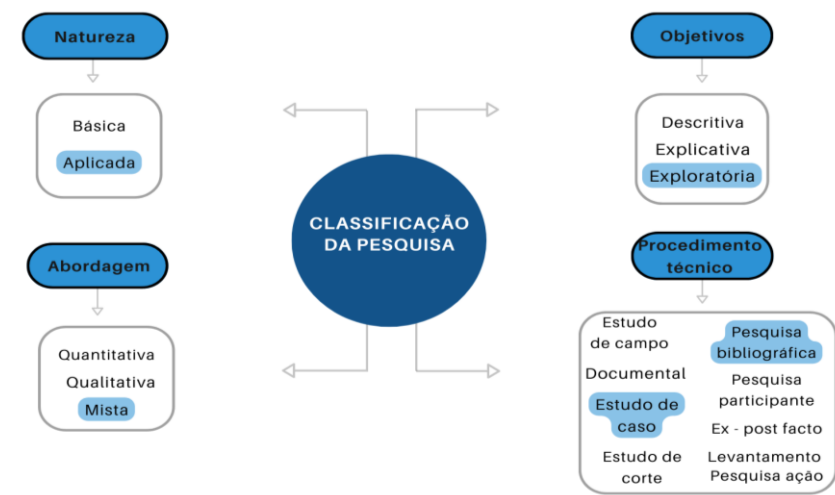 Natureza
Básica
Aplicada
Objetivos
Descritiva
Explicativa
Exploratória
CLASSIFICAÇÃO
DA PESQUISA
Abordagem
Quantitativa
Qualitativa
Mista
Procedimento
técnico
Estudo
de campo
Documental
Estudo de
caso
Estudo de
corte
Pesquisa
bibliográfica
Pesquisa
participante
Ex - post facto
Levantamento
Pesquisa ação